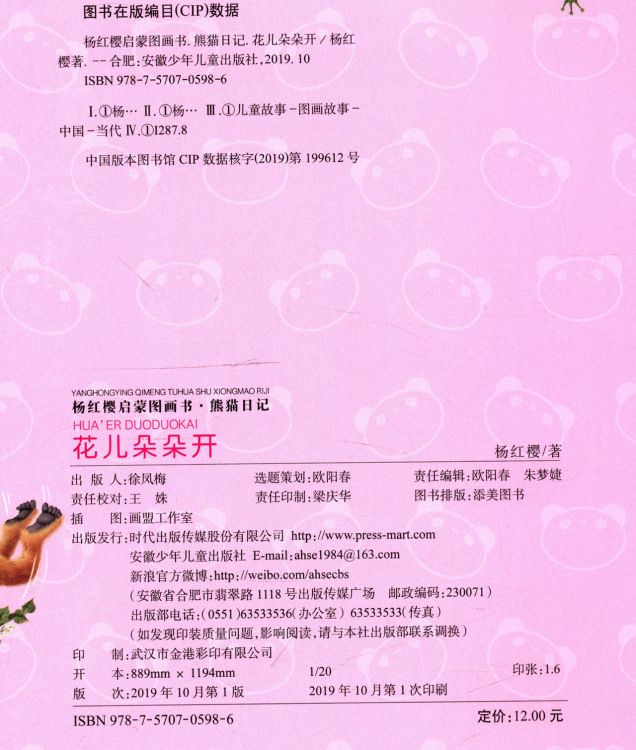 图书在版编目(CIP)数据
杨红樱启蒙图画书.熊猫日记.花儿朵朵开/杨红
樱著. --合肥:安徽少年儿童出版社,2019.10
ISBN 978-7-5707-0598-6
Ⅰ.①杨… Ⅱ.①杨… Ⅲ.①儿童故事-图画故事-
中国-当代 Ⅳ.①I287.8
中国版本图书馆 CIP 数据核字(2019)第 199612 号
YANGHONGYING QIMENG TUHUA SHU XIONGMAO RIJI
杨红樱启蒙图画书·熊猫日记
HUA'ER DUODUOKAI
花儿朵朵开
杨红樱/著
出版人:徐凤梅 选题策划:欧阳春 责任编辑:欧阳春 朱梦婕
责任校对:王 姝 责任印制:梁庆华 图书排版:添美图书
插 图:画盟工作室
出版发行:时代出版传媒股份有限公司 http://www.press-mart.com
安徽少年儿童出版社 E-mail:ahse1984@163.com
新浪官方微博:http://weibo.com/ahsecbs
(安徽省合肥市翡翠路 1118 号出版传媒广场 邮政编码:230071)
出版部电话:(0551)63533536(办公室) 63533533(传真)
(如发现印装质量问题,影响阅读,请与本社出版部联系调换)
印 制:武汉市金港彩印有限公司
开 本:889mm × 1194mm 1/20 印张:1.6
版 次:2019 年 10 月第 1 版 2019 年 10 月第 1 次印刷
ISBN 978-7-5707-0598-6 定价:12.00 元